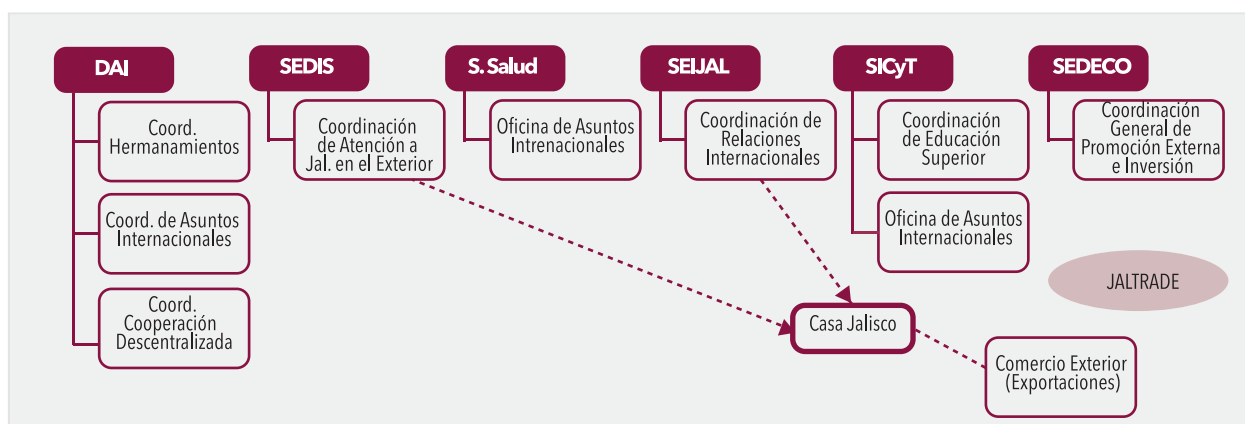 DAI
Coord.
Hermanamientos
Coord. de Asuntos
Internacionales
Coord.
Cooperación
Descentralizada
SEDIS
Coordinación
de Atención a
Jal. en el Exterior
S. Salud
Oficina de Asuntos
Intrenacionales
SEIJAL
Coordinación de
Relaciones
Internacionales
SICyT
Coordinación
de Educación
Superior
Oficina de Asuntos
Internacionales
SEDECO
Coordinación
General de
Promoción Externa
e Inversión
JALTRADE
Casa Jalisco
Comercio Exterior
(Exportaciones)